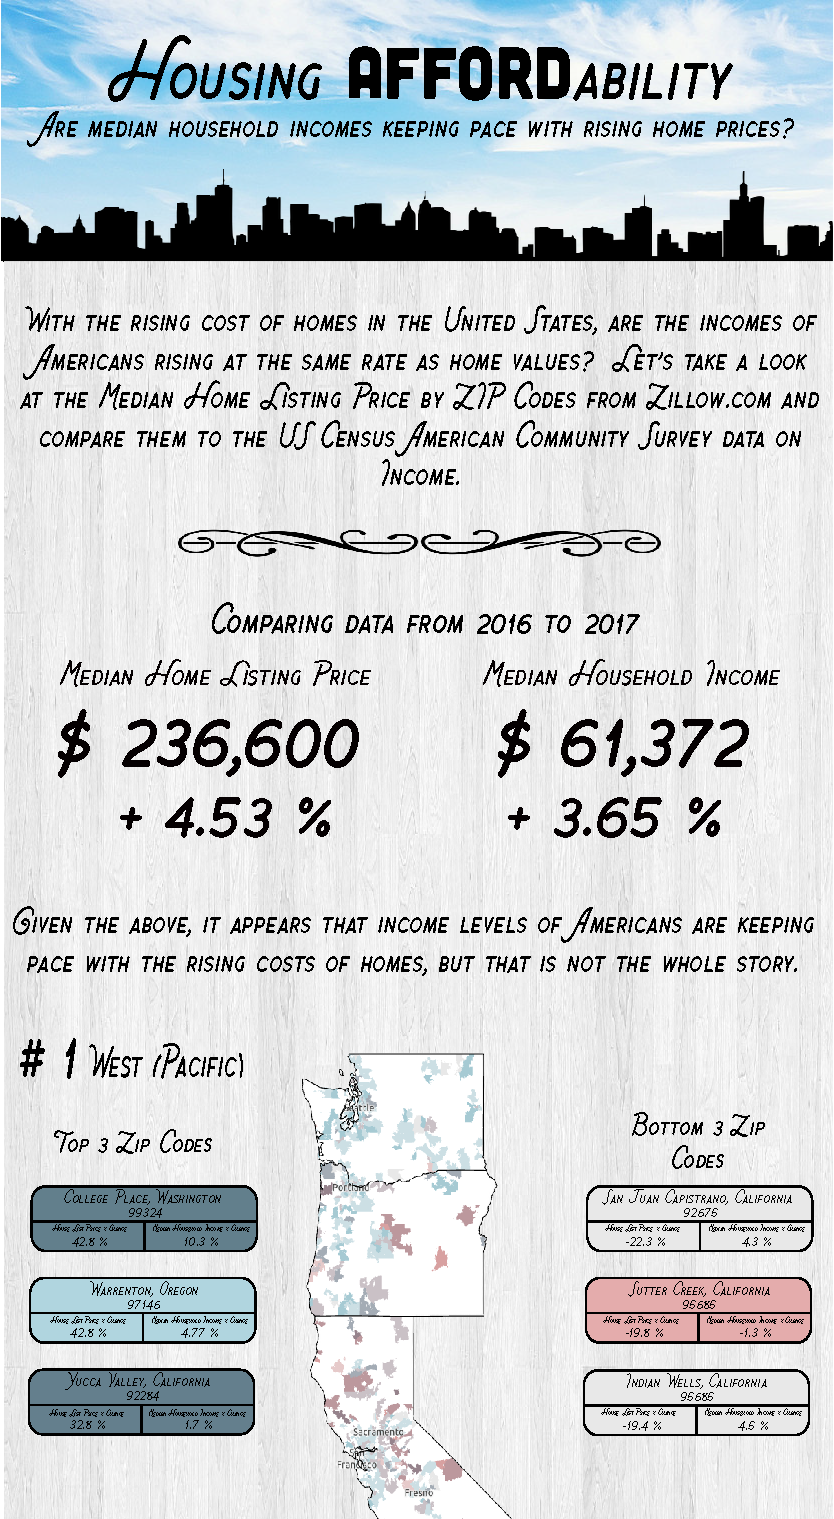 Housing AFFORDability
Are median household incomes keeping pace with rising home prices?
With the rising cost of homes in the United States, are the incomes of
Americans rising at the same rate as home values? Let's take a look
at the Median Home Listing Price by ZIP Codes from Zillow.com and
compare them to the US Census American Community Survey data on
Income.
Comparing data from 2016 to 2017
Median Home Listing Price
$ 236,600
+ 4.53 %
Median Household Income
$ 61,372
+ 3.65 %
Given the above, it appears that income levels of Americans are keeping
pace with the rising costs of homes, but that is not the whole story.
# 1 West (Pacific)
Top 3 Zip Codes
College Place, Washington
99324
House List Price % Change
42.8 %
Median Household Income % Change
10.3 %
Warrenton, Oregon
97146
House List Price % Change
42.8 %
Median Household Income % Change
4.77 %
Yucca Valley, California
92284
House List Price % Change
32.8 %
Median Household Income % Change
1.7 %
Seattle
Portland
Sacramento
San
Francisco
Fresno
Bottom 3 Zip
Codes
San Juan Capistrano, California
92675
House List Price % Change
-22.3 %
Median Household Income % Change
4.3 %
Sutter Creek, California
95685
House List Price % Change
-19.8 %
Median Household Income % Change
-1.3 %
Indian Wells, California
95685
House List Price % Change
-19.4 %
Median Household Income % Change
4.6 %